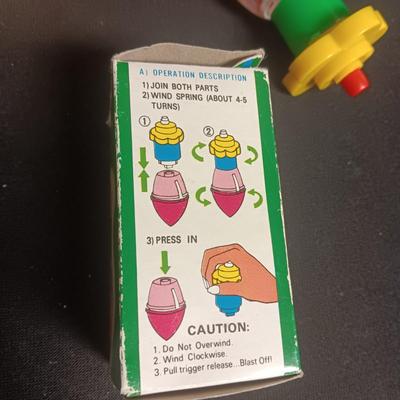 A) OPERATION DESCRIPTION
1) JOIN BOTH PARTS
2) WIND SPRING (ABOUT 4-5
TURNS)
①
②
3) PRESS IN
CAUTION:
1. Do Not Overwind.
2. Wind Clockwise.
3. Pull trigger release...Blast Off!